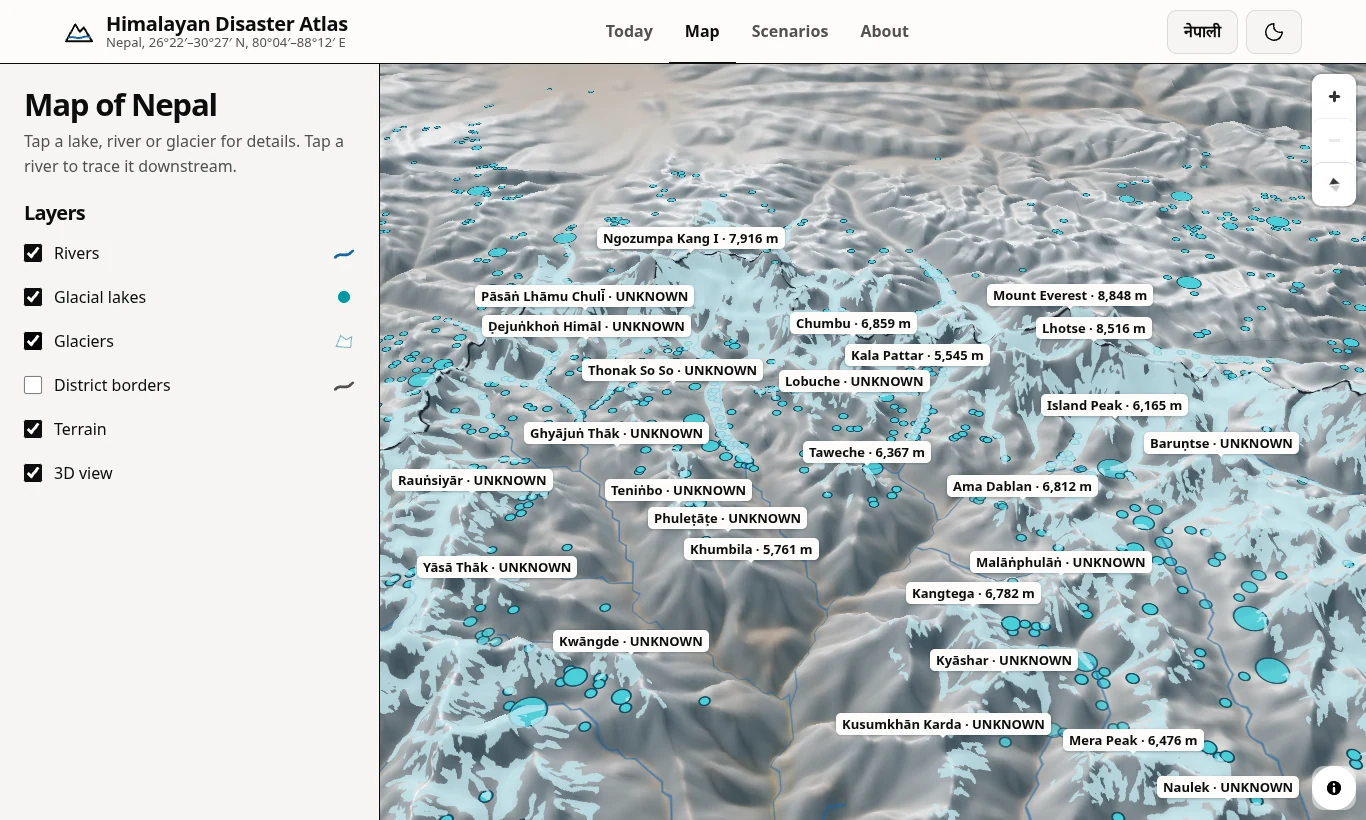 Himalayan Disaster Atlas
Nepal, 26°22′–30°27′ N, 80°04′–88°12′ E
Today
Map
Scenarios
About
नेपाली
Map of Nepal
Tap a lake, river or glacier for details. Tap a
river to trace it downstream.
Layers
Rivers
Glacial lakes
Glaciers
District borders
Terrain
3D view
Ngozumpa Kang I · 7,916 m
Pāsāṅ Lhāmu Chulī̃ · UNKNOWN
Mount Everest · 8,848 m
Ḍejuṅkhoṅ Himāl · UNKNOWN
Chumbu · 6,859 m
Lhotse · 8,516 m
Kala Pattar · 5,545 m
Thonak So So · UNKNOWN
Lobuche · UNKNOWN
Island Peak · 6,165 m
Ghyājuṅ Thāk · UNKNOWN
Baruṇtse · UNKNOWN
Taweche · 6,367 m
Rauṅsiyār · UNKNOWN
Ama Dablan · 6,812 m
Teniṅbo · UNKNOWN
Phuleṭāṭe · UNKNOWN
Khumbila · 5,761 m
Malāṅphulāṅ · UNKNOWN
Yāsā Thāk · UNKNOWN
Kangtega · 6,782 m
Kwāngde · UNKNOWN
Kyāshar · UNKNOWN
Kusumkhān Karda · UNKNOWN
Mera Peak · 6,476 m
Naulek · UNKNOWN